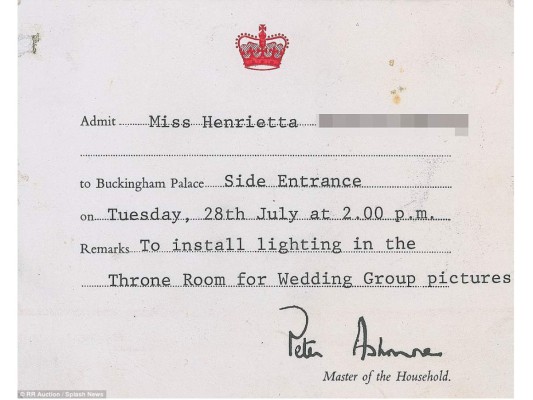 Admit Miss Henrietta
to Buckingham Palace Side Entrance
on Tuesday, 28th July at 2.00 p.m.
Remarks To install lighting in the
Throne Room for Wedding Group pictures
Peter Ashmore
Master of the Household.
© RR Auction / Splash News